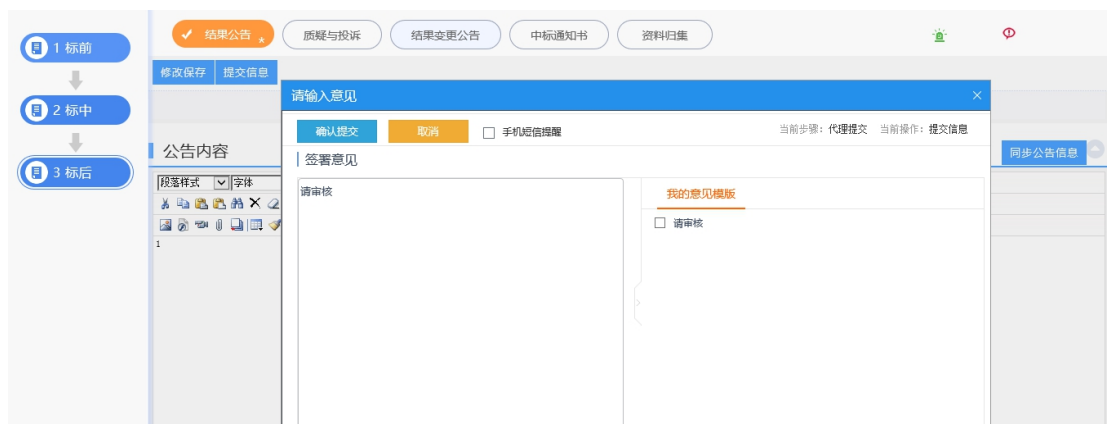 1 标前
2 标中
3 标后
结果公告 *
质疑与投诉
结果变更公告
中标通知书
资料归集
修改保存
提交信息
请输入意见
确认提交
取消
手机短信提醒
当前步骤：代理提交 当前操作：提交信息
签署意见
请审核
我的意见模版
请审核
公告内容
同步公告信息
段落样式
字体
1